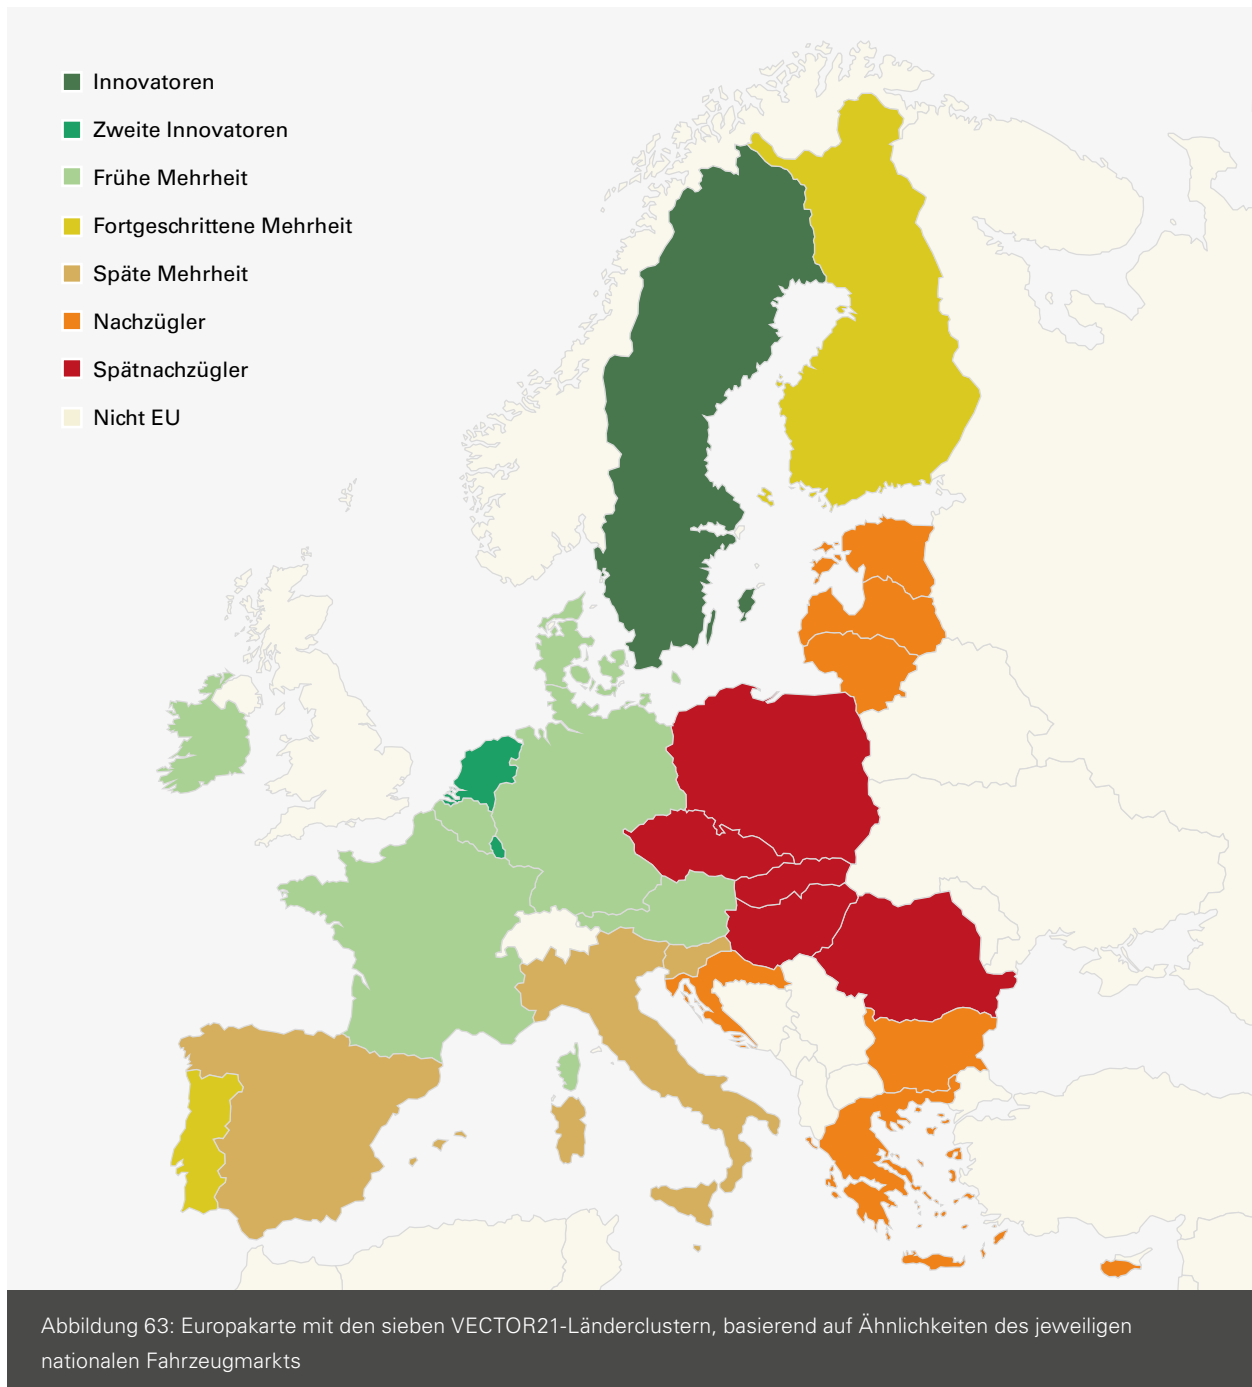 Innovatoren
Zweite Innovatoren
Frühe Mehrheit
Fortgeschrittene Mehrheit
Späte Mehrheit
Nachzügler
Spätnachzügler
Nicht EU
Abbildung 63: Europakarte mit den sieben VECTOR21-Länderclustern, basierend auf Ähnlichkeiten des jeweiligen
nationalen Fahrzeugmarkts